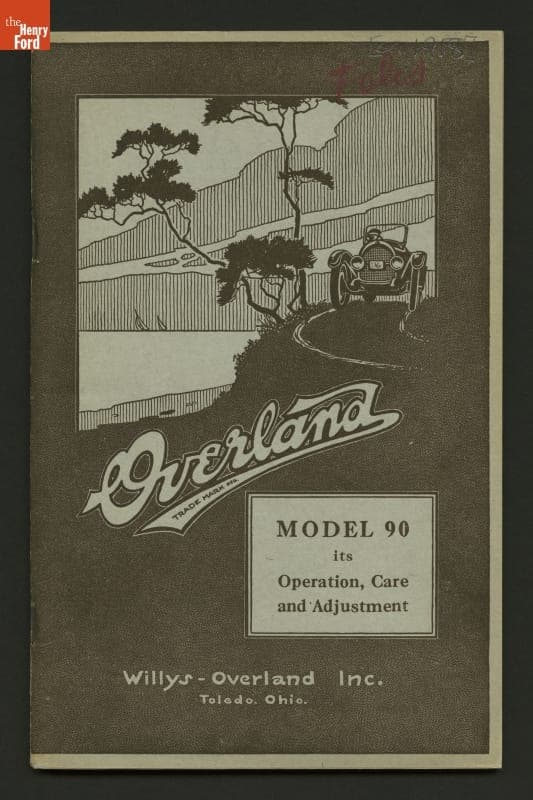 the
Henry
Ford
Toledo
Overland
TRADE MARK REG.
MODEL 90
its
Operation, Care
and Adjustment
Willys-Overland Inc.
Toledo. Ohio.